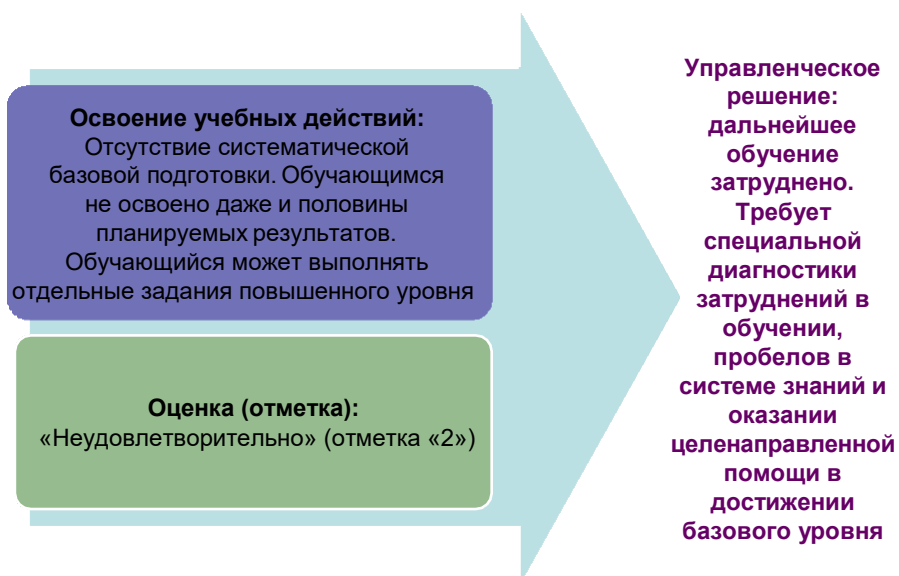 Освоение учебных действий:
Отсутствие систематической
базовой подготовки. Обучающимся
не освоено даже и половины
планируемых результатов.
Обучающийся может выполнять
отдельные задания повышенного уровня
Оценка (отметка):
«Неудовлетворительно» (отметка «2»)
Управленческое
решение:
дальнейшее
обучение
затруднено.
Требует
специальной
диагностики
затруднений в
обучении,
пробелов в
системе знаний и
оказании
целенаправленной
помощи в
достижении
базового уровня